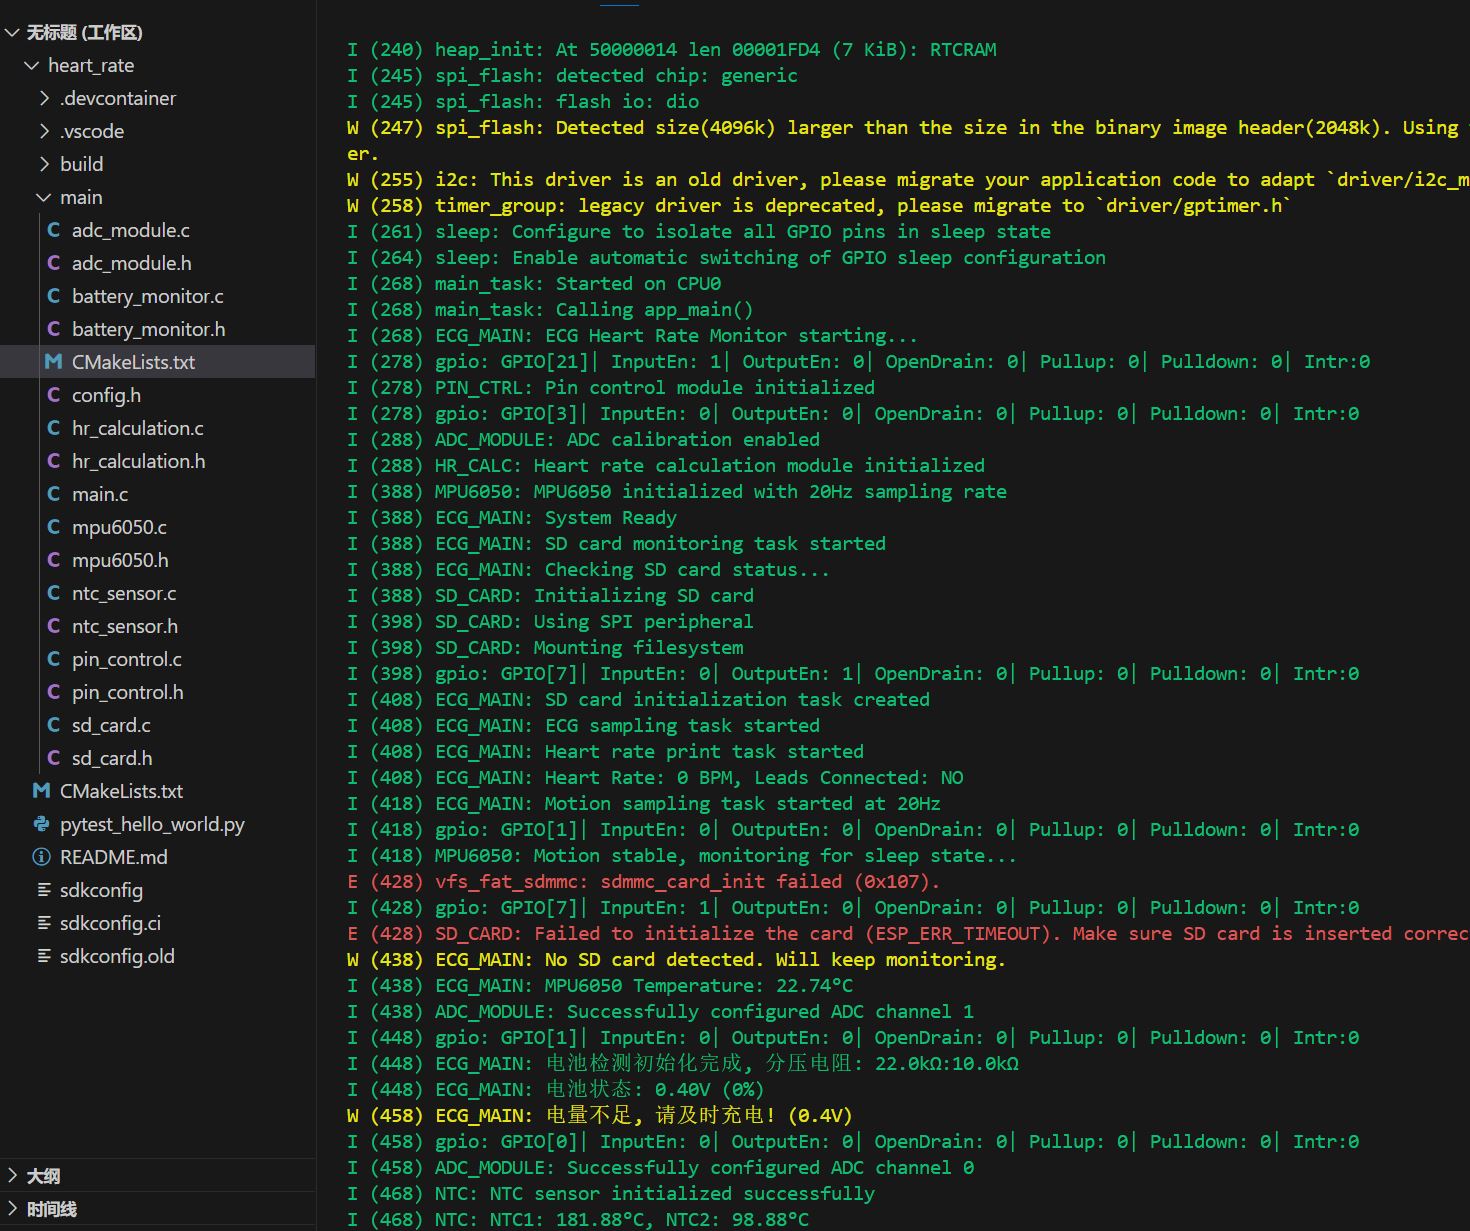 无标题 (工作区)
heart_rate
.devcontainer
.vscode
build
main
adc_module.c
adc_module.h
battery_monitor.c
battery_monitor.h
CMakeLists.txt
config.h
hr_calculation.c
hr_calculation.h
main.c
mpu6050.c
mpu6050.h
ntc_sensor.c
ntc_sensor.h
pin_control.c
pin_control.h
sd_card.c
sd_card.h
CMakeLists.txt
pytest_hello_world.py
README.md
sdkconfig
sdkconfig.ci
sdkconfig.old
大纲
时间线
I (240) heap_init: At 50000014 len 00001FD4 (7 KiB): RTCRAM
I (245) spi_flash: detected chip: generic
I (245) spi_flash: flash io: dio
W (247) spi_flash: Detected size(4096k) larger than the size in the binary image header(2048k). Using
er.
W (255) i2c: This driver is an old driver, please migrate your application code to adapt `driver/i2c_m
W (258) timer_group: legacy driver is deprecated, please migrate to `driver/gptimer.h`
I (261) sleep: Configure to isolate all GPIO pins in sleep state
I (264) sleep: Enable automatic switching of GPIO sleep configuration
I (268) main_task: Started on CPU0
I (268) main_task: Calling app_main()
I (268) ECG_MAIN: ECG Heart Rate Monitor starting...
I (278) gpio: GPIO[21]| InputEn: 1| OutputEn: 0| OpenDrain: 0| Pullup: 0| Pulldown: 0| Intr:0
I (278) PIN_CTRL: Pin control module initialized
I (278) gpio: GPIO[3]| InputEn: 0| OutputEn: 0| OpenDrain: 0| Pullup: 0| Pulldown: 0| Intr:0
I (288) ADC_MODULE: ADC calibration enabled
I (288) HR_CALC: Heart rate calculation module initialized
I (388) MPU6050: MPU6050 initialized with 20Hz sampling rate
I (388) ECG_MAIN: System Ready
I (388) ECG_MAIN: SD card monitoring task started
I (388) ECG_MAIN: Checking SD card status...
I (388) SD_CARD: Initializing SD card
I (398) SD_CARD: Using SPI peripheral
I (398) SD_CARD: Mounting filesystem
I (398) gpio: GPIO[7]| InputEn: 0| OutputEn: 1| OpenDrain: 0| Pullup: 0| Pulldown: 0| Intr:0
I (408) ECG_MAIN: SD card initialization task created
I (408) ECG_MAIN: ECG sampling task started
I (408) ECG_MAIN: Heart rate print task started
I (408) ECG_MAIN: Heart Rate: 0 BPM, Leads Connected: NO
I (418) ECG_MAIN: Motion sampling task started at 20Hz
I (418) gpio: GPIO[1]| InputEn: 0| OutputEn: 0| OpenDrain: 0| Pullup: 0| Pulldown: 0| Intr:0
I (418) MPU6050: Motion stable, monitoring for sleep state...
E (428) vfs_fat_sdmmc: sdmmc_card_init failed (0x107).
I (428) gpio: GPIO[7]| InputEn: 1| OutputEn: 0| OpenDrain: 0| Pullup: 0| Pulldown: 0| Intr:0
E (428) SD_CARD: Failed to initialize the card (ESP_ERR_TIMEOUT). Make sure SD card is inserted correc
W (438) ECG_MAIN: No SD card detected. Will keep monitoring.
I (438) ECG_MAIN: MPU6050 Temperature: 22.74°C
I (438) ADC_MODULE: Successfully configured ADC channel 1
I (448) gpio: GPIO[1]| InputEn: 0| OutputEn: 0| OpenDrain: 0| Pullup: 0| Pulldown: 0| Intr:0
I (448) ECG_MAIN: 电池检测初始化完成, 分压电阻: 22.0kΩ:10.0kΩ
I (448) ECG_MAIN: 电池状态: 0.40V (0%)
W (458) ECG_MAIN: 电量不足, 请及时充电! (0.4V)
I (458) gpio: GPIO[0]| InputEn: 0| OutputEn: 0| OpenDrain: 0| Pullup: 0| Pulldown: 0| Intr:0
I (458) ADC_MODULE: Successfully configured ADC channel 0
I (468) NTC: NTC sensor initialized successfully
I (468) NTC: NTC1: 181.88°C, NTC2: 98.88°C